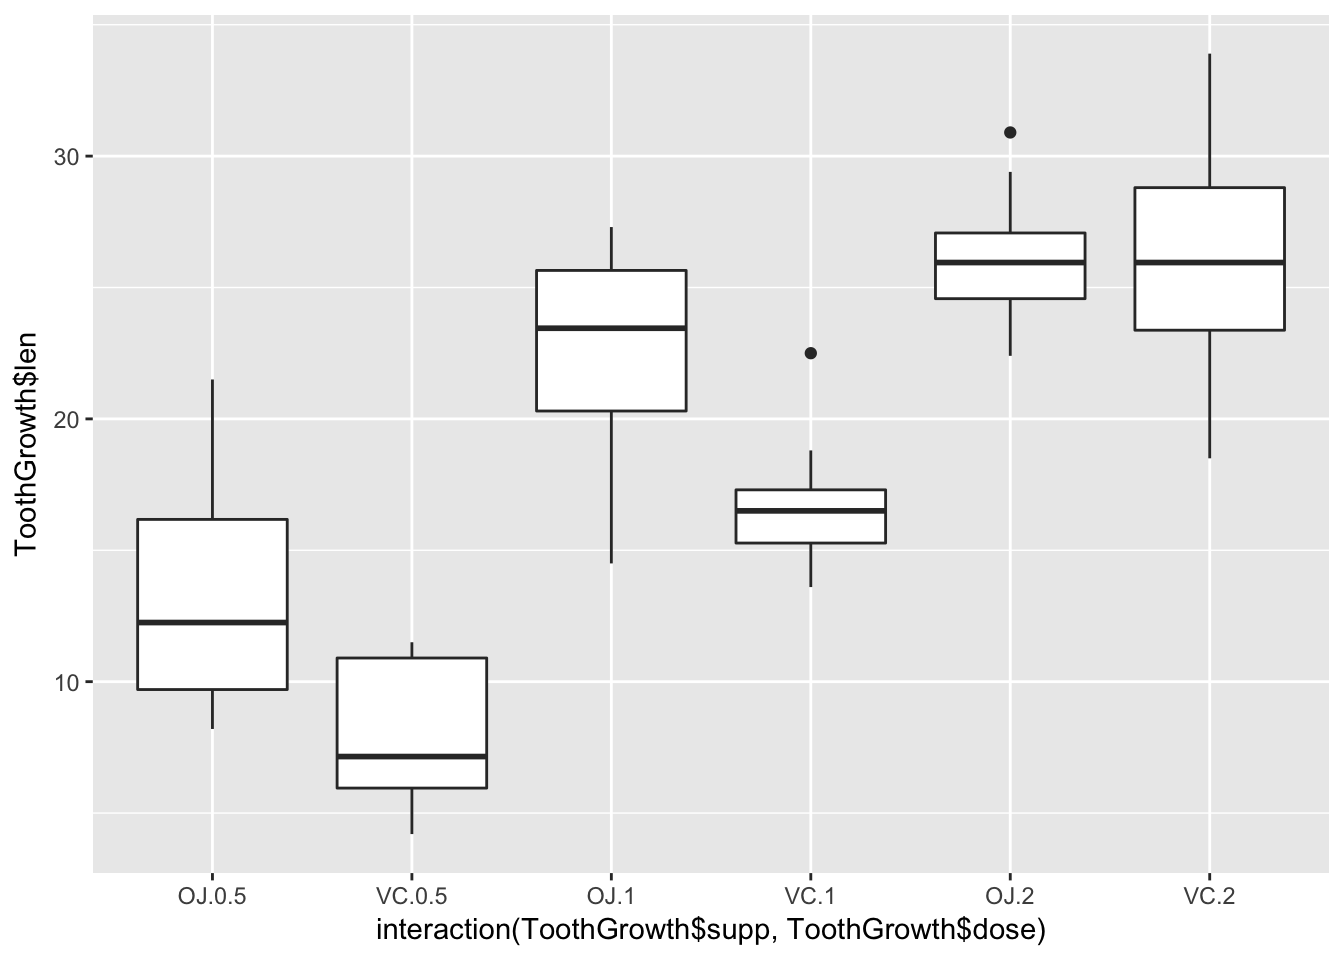 ToothGrowth$len
30
20
10
OJ.0.5 VC.0.5 OJ.1 VC.1 OJ.2 VC.2
interaction(ToothGrowth$supp, ToothGrowth$dose)